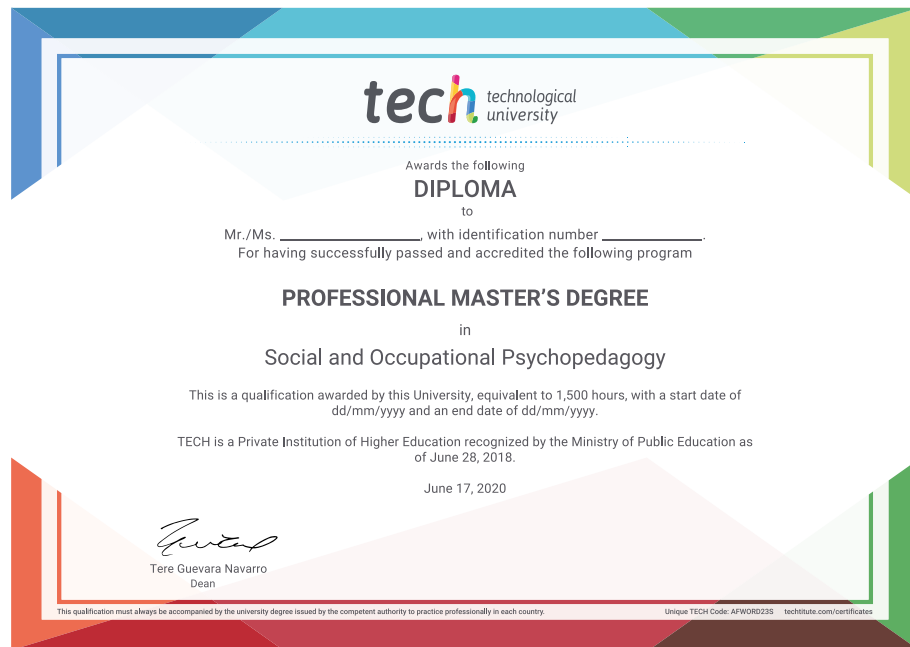 tech technological
university
Awards the following
DIPLOMA
to
Mr./Ms. ____________________, with identification number ______________.
For having successfully passed and accredited the following program
PROFESSIONAL MASTER'S DEGREE
in
Social and Occupational Psychopedagogy
This is a qualification awarded by this University, equivalent to 1,500 hours, with a start date of
dd/mm/yyyy and an end date of dd/mm/yyyy.
TECH is a Private Institution of Higher Education recognized by the Ministry of Public Education as
of June 28, 2018.
June 17, 2020
Tere Guevara Navarro
Dean
This qualification must always be accompanied by the university degree issued by the competent authority to practice professionally in each country. Unique TECH Code: AFWORD23S techtitute.com/certificates